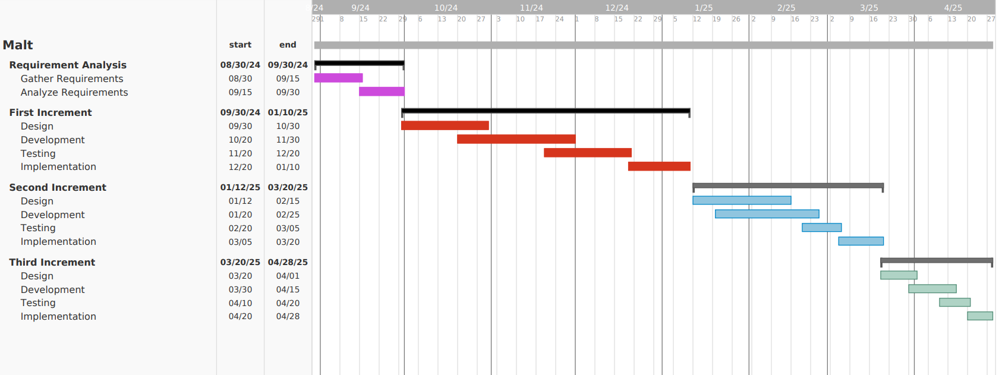 /24 9/24 10/24 11/24 12/24 1/25 2/25 3/25 4/25
29 1 8 15 22 29 6 13 20 27 3 10 17 24 1 8 15 22 29 5 12 19 26 2 9 16 23 2 9 16 23 30 6 13 20 27
Malt start end
Requirement Analysis 08/30/24 09/30/24
Gather Requirements 08/30 09/15
Analyze Requirements 09/15 09/30
First Increment 09/30/24 01/10/25
Design 09/30 10/30
Development 10/20 11/30
Testing 11/20 12/20
Implementation 12/20 01/10
Second Increment 01/12/25 03/20/25
Design 01/12 02/15
Development 01/20 02/25
Testing 02/20 03/05
Implementation 03/05 03/20
Third Increment 03/20/25 04/28/25
Design 03/20 04/01
Development 03/30 04/15
Testing 04/10 04/20
Implementation 04/20 04/28